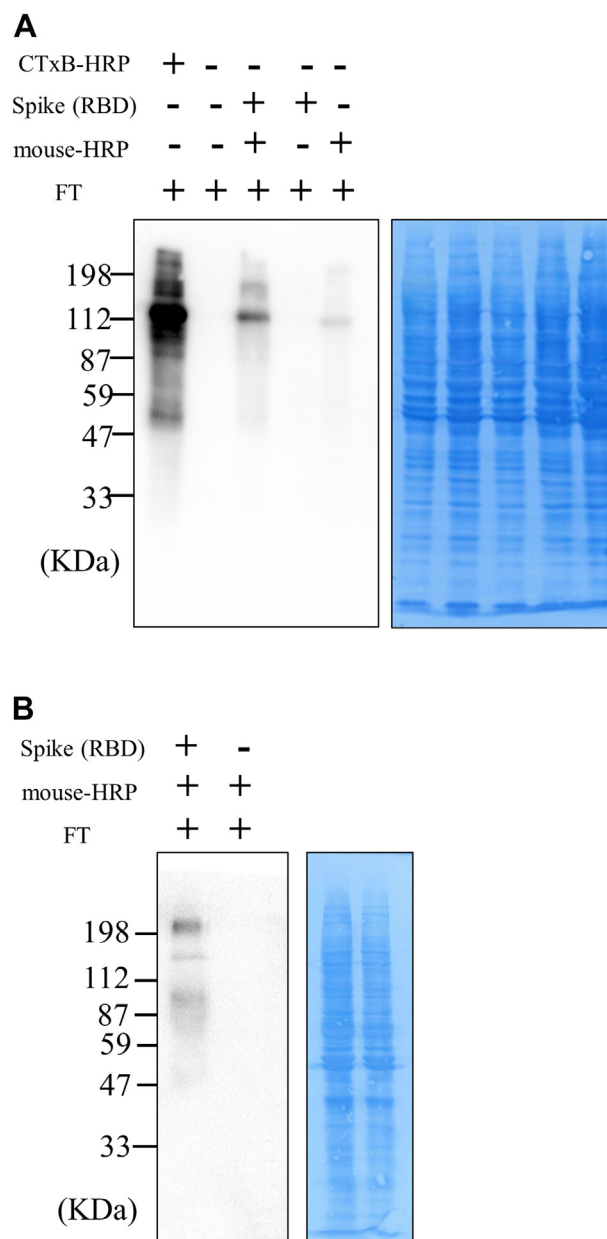 A
CTxB-HRP + - - - -
Spike (RBD) - - + + -
mouse-HRP - - + - +
FT + + + + +
198
112
87
59
47
33
(KDa)
B
Spike (RBD) + -
mouse-HRP + +
FT + +
198
112
87
59
47
33
(KDa)